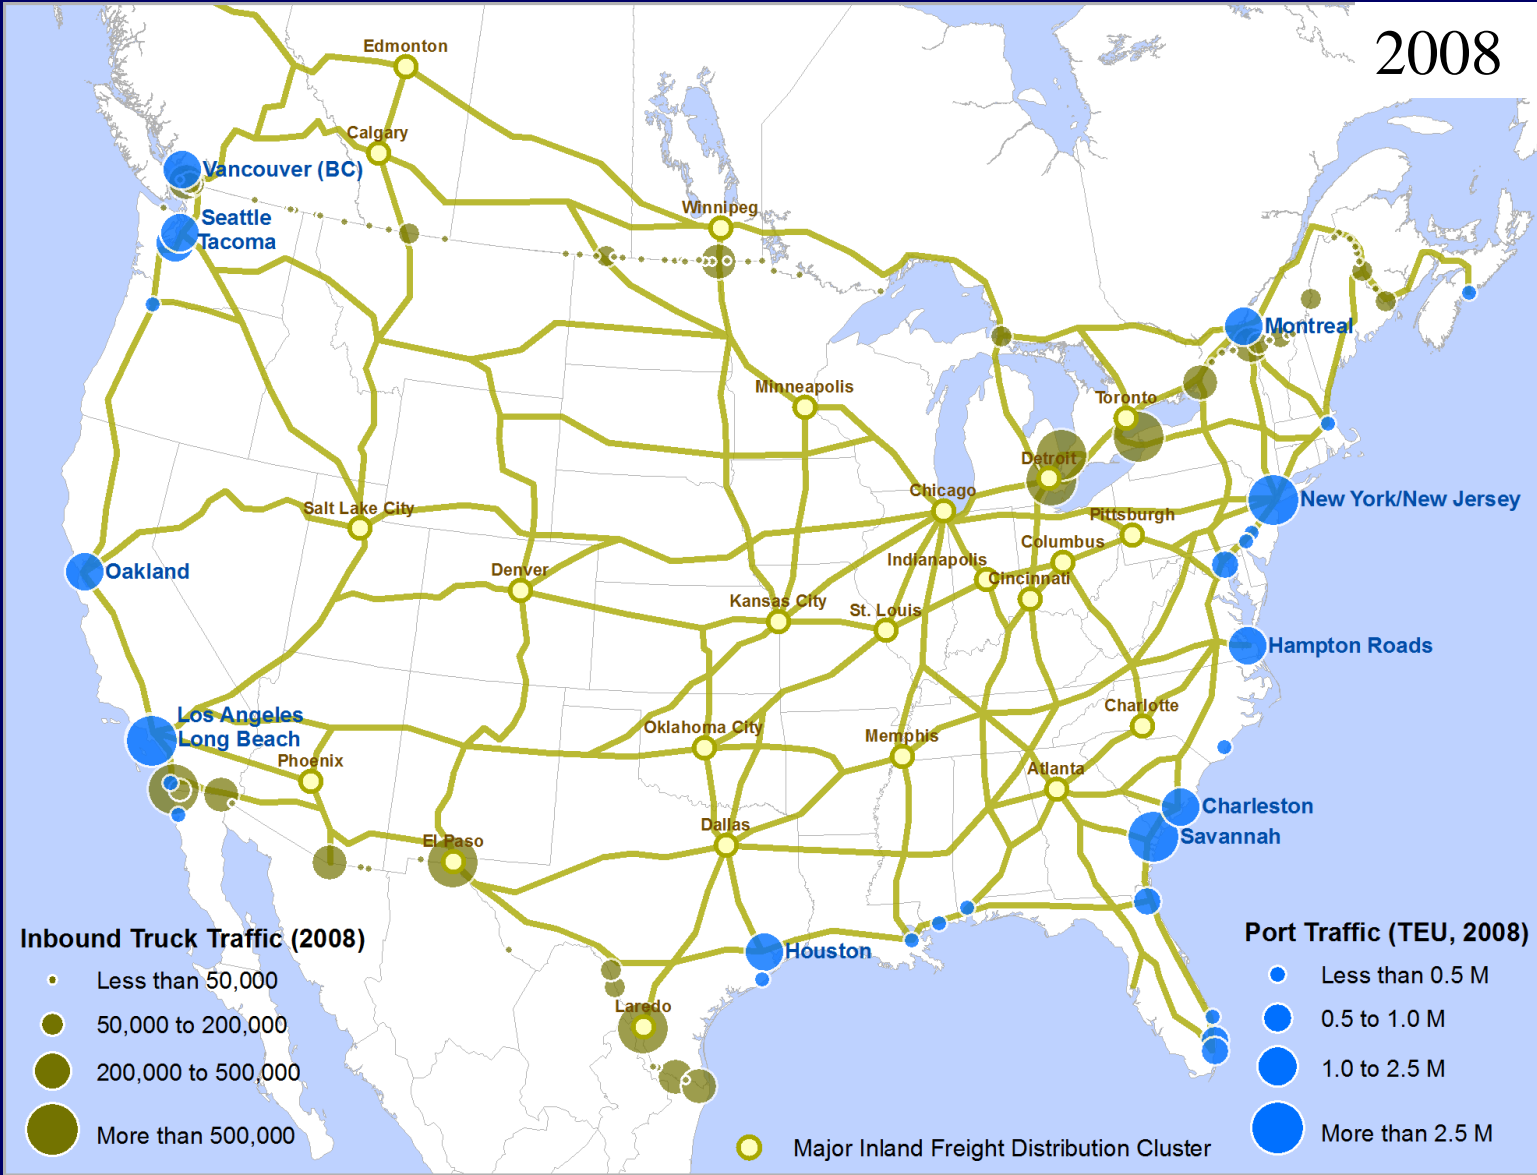 2008
Edmonton
Calgary
Vancouver (BC)
Winnipeg
Seattle
Tacoma
Montreal
Minneapolis
Toronto
Detroit
Chicago
New York/New Jersey
Salt Lake City
Pittsburgh
Columbus
Indianapolis
Oakland
Denver
Cincinnati
Kansas City
St. Louis
Hampton Roads
Los Angeles
Long Beach
Charlotte
Oklahoma City
Memphis
Phoenix
Atlanta
Charleston
Dallas
Savannah
El Paso
Houston
Laredo
Inbound Truck Traffic (2008)
Less than 50,000
50,000 to 200,000
200,000 to 500,000
More than 500,000
Port Traffic (TEU, 2008)
Less than 0.5 M
0.5 to 1.0 M
1.0 to 2.5 M
More than 2.5 M
Major Inland Freight Distribution Cluster